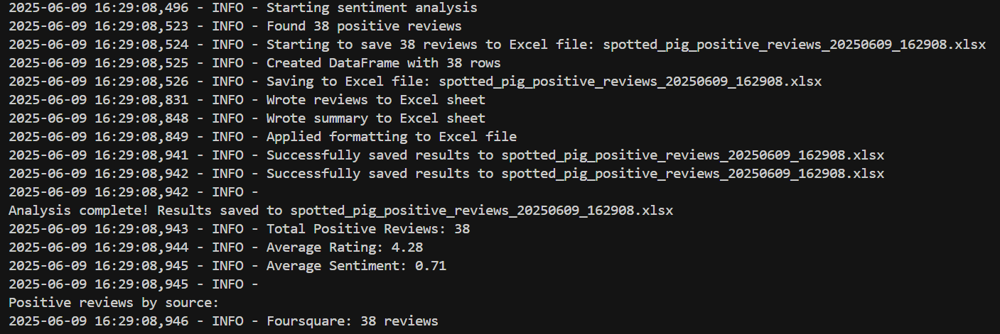 2025-06-09 16:29:08,496 - INFO - Starting sentiment analysis
2025-06-09 16:29:08,523 - INFO - Found 38 positive reviews
2025-06-09 16:29:08,524 - INFO - Starting to save 38 reviews to Excel file: spotted_pig_positive_reviews_20250609_162908.xlsx
2025-06-09 16:29:08,525 - INFO - Created DataFrame with 38 rows
2025-06-09 16:29:08,526 - INFO - Saving to Excel file: spotted_pig_positive_reviews_20250609_162908.xlsx
2025-06-09 16:29:08,831 - INFO - Wrote reviews to Excel sheet
2025-06-09 16:29:08,848 - INFO - Wrote summary to Excel sheet
2025-06-09 16:29:08,849 - INFO - Applied formatting to Excel file
2025-06-09 16:29:08,941 - INFO - Successfully saved results to spotted_pig_positive_reviews_20250609_162908.xlsx
2025-06-09 16:29:08,942 - INFO - Successfully saved results to spotted_pig_positive_reviews_20250609_162908.xlsx
2025-06-09 16:29:08,942 - INFO -
Analysis complete! Results saved to spotted_pig_positive_reviews_20250609_162908.xlsx
2025-06-09 16:29:08,943 - INFO - Total Positive Reviews: 38
2025-06-09 16:29:08,944 - INFO - Average Rating: 4.28
2025-06-09 16:29:08,945 - INFO - Average Sentiment: 0.71
2025-06-09 16:29:08,945 - INFO -
Positive reviews by source:
2025-06-09 16:29:08,946 - INFO - Foursquare: 38 reviews